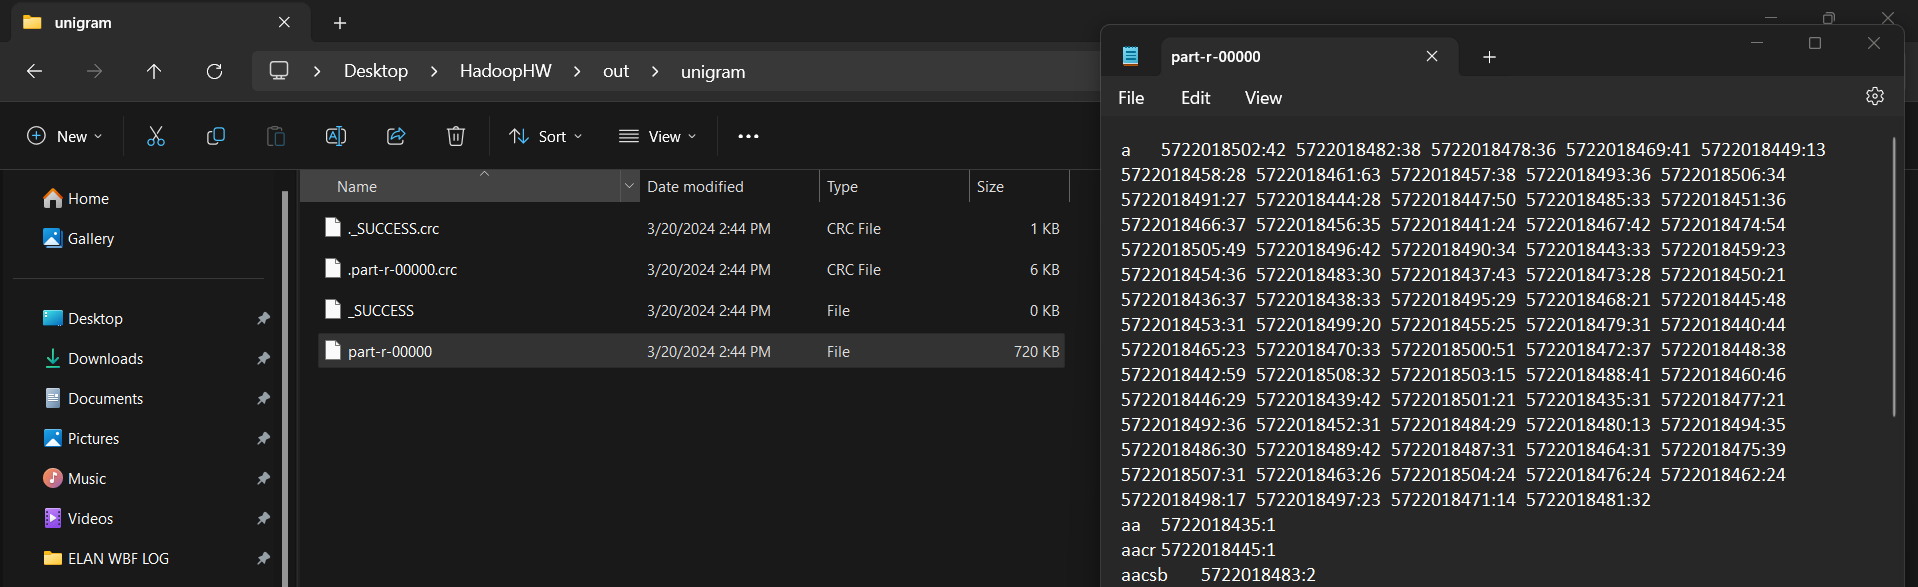 unigram
Desktop > HadoopHW > out > unigram
New
Sort
View
Home
Gallery
Desktop
Downloads
Documents
Pictures
Music
Videos
ELAN WBF LOG
Name Date modified Type Size
._SUCCESS.crc 3/20/2024 2:44 PM CRC File 1 KB
.part-r-00000.crc 3/20/2024 2:44 PM CRC File 6 KB
_SUCCESS 3/20/2024 2:44 PM File 0 KB
part-r-00000 3/20/2024 2:44 PM File 720 KB
part-r-00000
File Edit View
a 5722018502:42 5722018482:38 5722018478:36 5722018469:41 5722018449:13
5722018458:28 5722018461:63 5722018457:38 5722018493:36 5722018506:34
5722018491:27 5722018444:28 5722018447:50 5722018485:33 5722018451:36
5722018466:37 5722018456:35 5722018441:24 5722018467:42 5722018474:54
5722018505:49 5722018496:42 5722018490:34 5722018443:33 5722018459:23
5722018454:36 5722018483:30 5722018437:43 5722018473:28 5722018450:21
5722018436:37 5722018438:33 5722018495:29 5722018468:21 5722018445:48
5722018453:31 5722018499:20 5722018455:25 5722018479:31 5722018440:44
5722018465:23 5722018470:33 5722018500:51 5722018472:37 5722018448:38
5722018442:59 5722018508:32 5722018503:15 5722018488:41 5722018460:46
5722018446:29 5722018439:42 5722018501:21 5722018435:31 5722018477:21
5722018492:36 5722018452:31 5722018484:29 5722018480:13 5722018494:35
5722018486:30 5722018489:42 5722018487:31 5722018464:31 5722018475:39
5722018507:31 5722018463:26 5722018504:24 5722018476:24 5722018462:24
5722018498:17 5722018497:23 5722018471:14 5722018481:32
aa 5722018435:1
aacr 5722018445:1
aacsb 5722018483:2